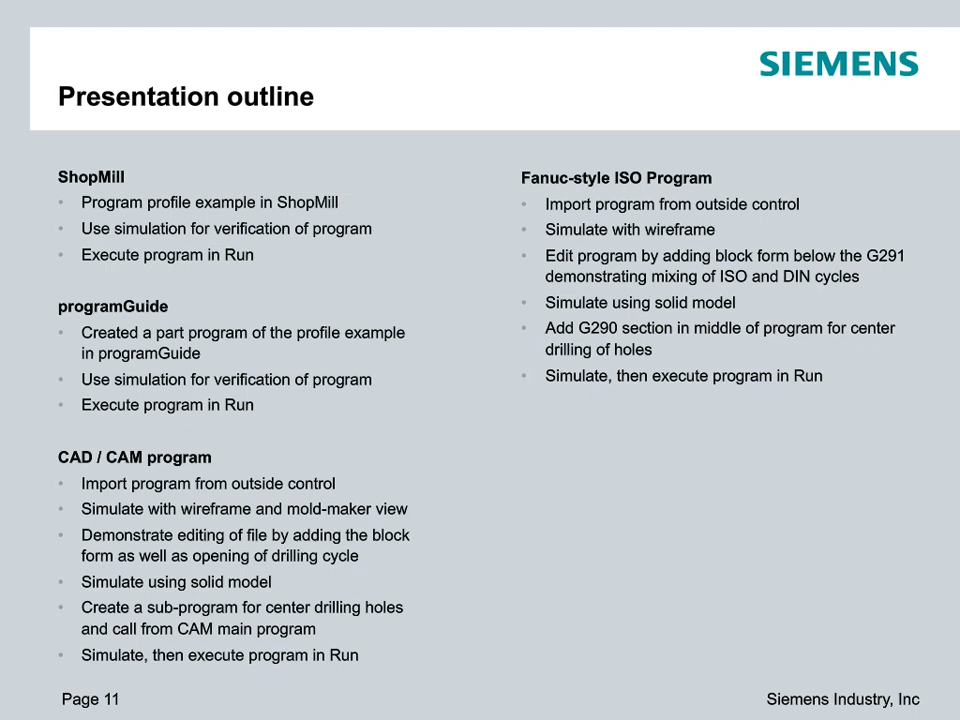 SIEMENS
Presentation outline
ShopMill
• Program profile example in ShopMill
• Use simulation for verification of program
• Execute program in Run
programGuide
• Created a part program of the profile example
in programGuide
• Use simulation for verification of program
• Execute program in Run
CAD / CAM program
• Import program from outside control
• Simulate with wireframe and mold-maker view
• Demonstrate editing of file by adding the block
form as well as opening of drilling cycle
• Simulate using solid model
• Create a sub-program for center drilling holes
and call from CAM main program
• Simulate, then execute program in Run
Fanuc-style ISO Program
• Import program from outside control
• Simulate with wireframe
• Edit program by adding block form below the G291
demonstrating mixing of ISO and DIN cycles
• Simulate using solid model
• Add G290 section in middle of program for center
drilling of holes
• Simulate, then execute program in Run
Page 11
Siemens Industry, Inc